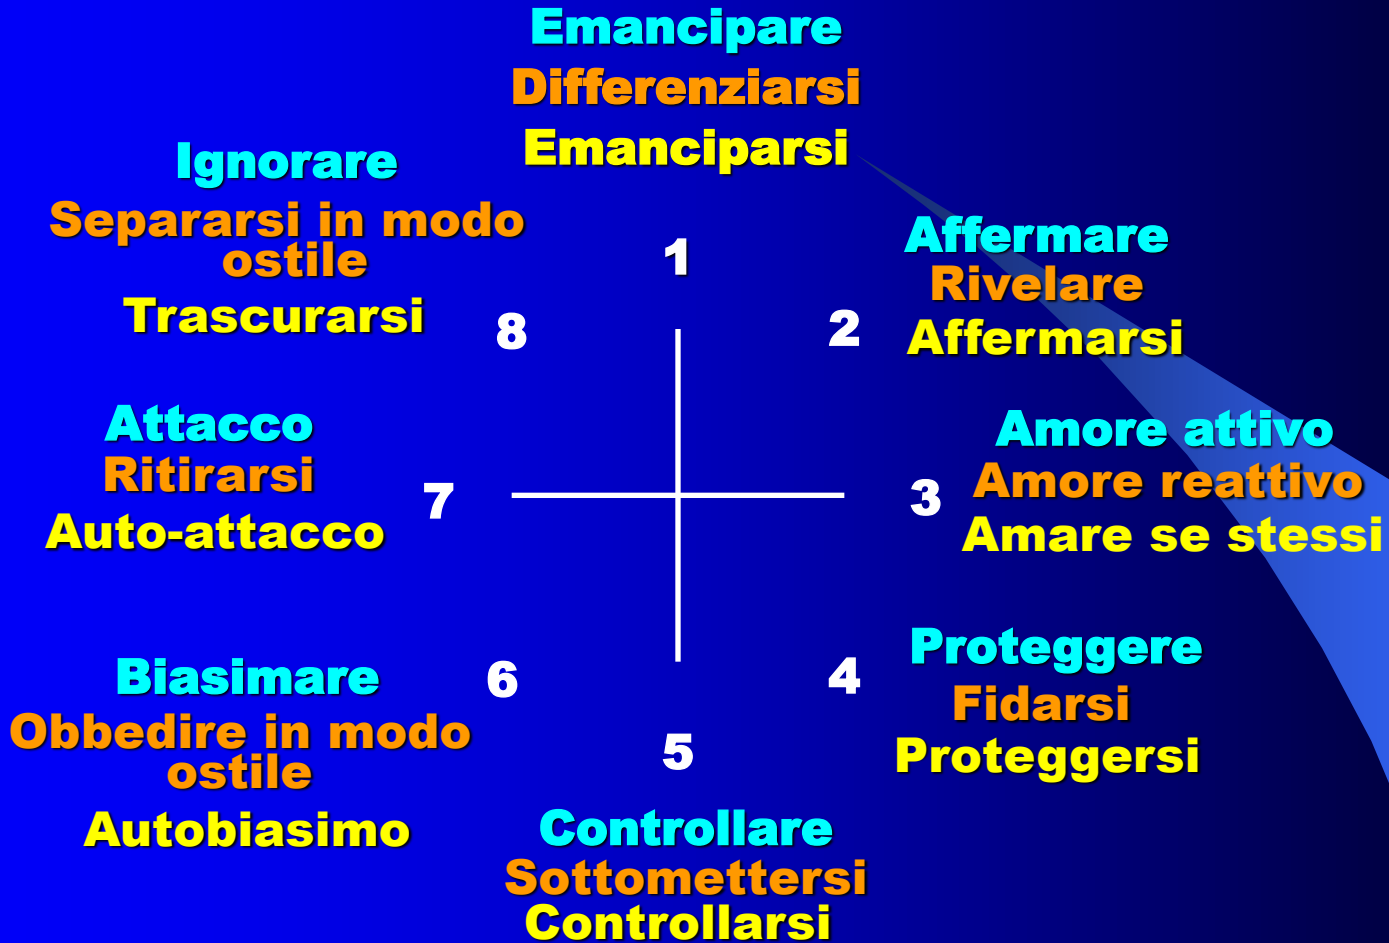 Emancipare
Differenziarsi
Emanciparsi
1
Ignorare
Separarsi in modo
ostile
Trascurarsi
8
Affermare
Rivelare
Affermarsi
2
Attacco
Ritirarsi
Auto-attacco
7
Amore attivo
Amore reattivo
Amare se stessi
3
Biasimare
Obbedire in modo
ostile
Autobiasimo
6
Proteggere
Fidarsi
Proteggersi
4
5
Controllare
Sottomettersi
Controllarsi